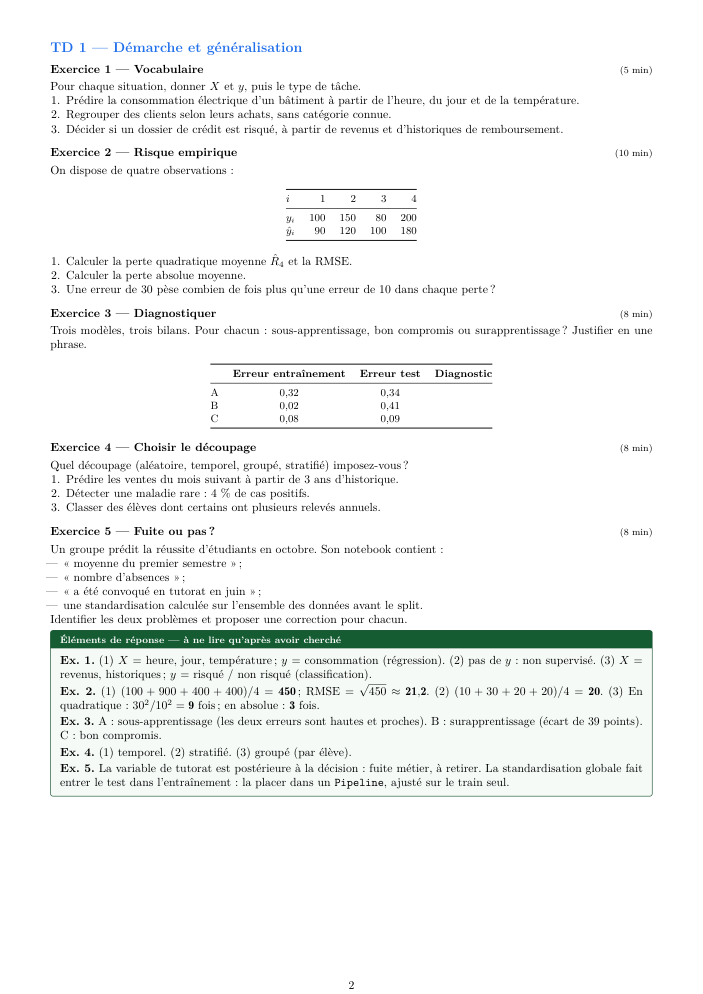 TD 1 — Démarche et généralisation
Exercice 1 — Vocabulaire (5 min)
Pour chaque situation, donner X et y, puis le type de tâche.
1. Prédire la consommation électrique d'un bâtiment à partir de l'heure, du jour et de la température.
2. Regrouper des clients selon leurs achats, sans catégorie connue.
3. Décider si un dossier de crédit est risqué, à partir de revenus et d'historiques de remboursement.
Exercice 2 — Risque empirique (10 min)
On dispose de quatre observations :
i 1 2 3 4
yᵢ 100 150 80 200
ŷᵢ 90 120 100 180
1. Calculer la perte quadratique moyenne R̂₄ et la RMSE.
2. Calculer la perte absolue moyenne.
3. Une erreur de 30 pèse combien de fois plus qu'une erreur de 10 dans chaque perte ?
Exercice 3 — Diagnostiquer (8 min)
Trois modèles, trois bilans. Pour chacun : sous-apprentissage, bon compromis ou surapprentissage ? Justifier en une
phrase.
Erreur entraînement Erreur test Diagnostic
A 0,32 0,34
B 0,02 0,41
C 0,08 0,09
Exercice 4 — Choisir le découpage (8 min)
Quel découpage (aléatoire, temporel, groupé, stratifié) imposez-vous ?
1. Prédire les ventes du mois suivant à partir de 3 ans d'historique.
2. Détecter une maladie rare : 4 % de cas positifs.
3. Classer des élèves dont certains ont plusieurs relevés annuels.
Exercice 5 — Fuite ou pas ? (8 min)
Un groupe prédit la réussite d'étudiants en octobre. Son notebook contient :
— « moyenne du premier semestre » ;
— « nombre d'absences » ;
— « a été convoqué en tutorat en juin » ;
— une standardisation calculée sur l'ensemble des données avant le split.
Identifier les deux problèmes et proposer une correction pour chacun.
Éléments de réponse — à ne lire qu'après avoir cherché
Ex. 1. (1) X = heure, jour, température ; y = consommation (régression). (2) pas de y : non supervisé. (3) X =
revenus, historiques ; y = risqué / non risqué (classification).
Ex. 2. (1) (100 + 900 + 400 + 400)/4 = 450 ; RMSE = √450 ≈ 21,2. (2) (10 + 30 + 20 + 20)/4 = 20. (3) En
quadratique : 30²/10² = 9 fois ; en absolue : 3 fois.
Ex. 3. A : sous-apprentissage (les deux erreurs sont hautes et proches). B : surapprentissage (écart de 39 points).
C : bon compromis.
Ex. 4. (1) temporel. (2) stratifié. (3) groupé (par élève).
Ex. 5. La variable de tutorat est postérieure à la décision : fuite métier, à retirer. La standardisation globale fait
entrer le test dans l'entraînement : la placer dans un Pipeline, ajusté sur le train seul.
2